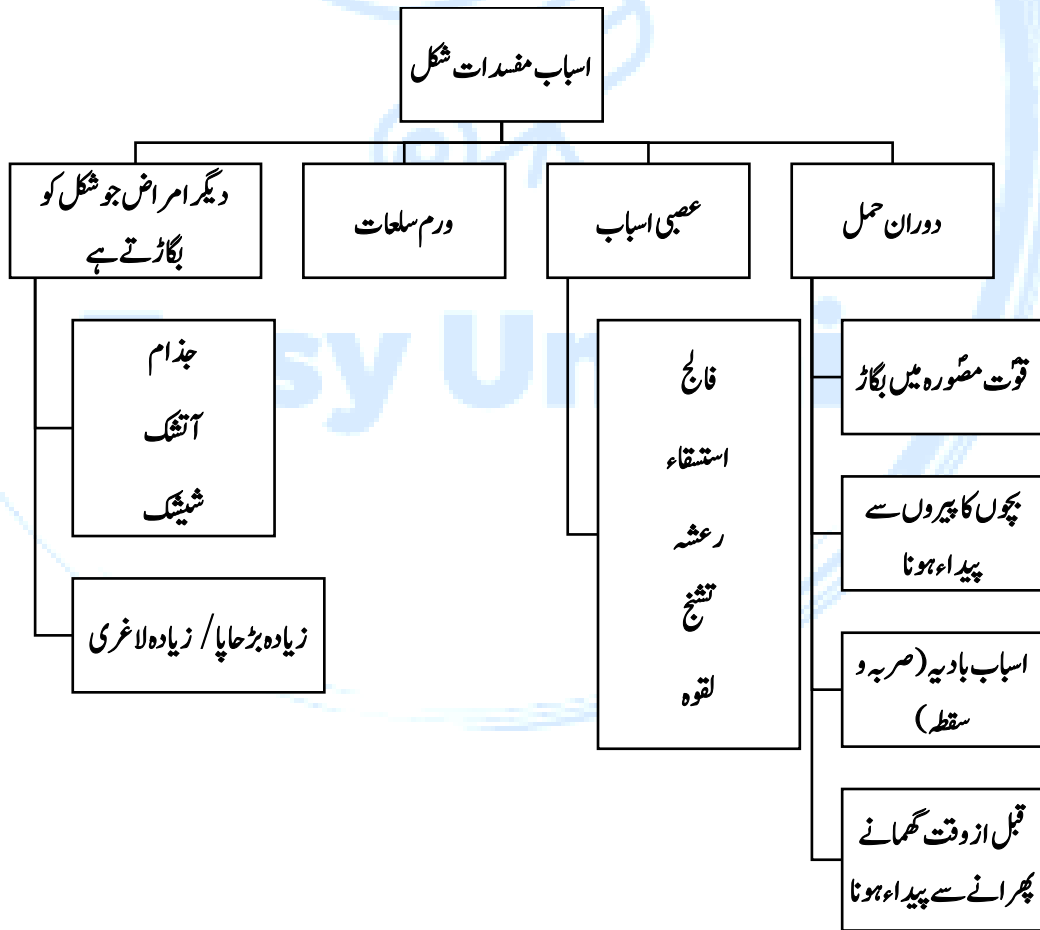 اسباب مفسدات شکل
دوران حمل
عصبی اسباب
ورم سلعات
دیگر امراض جو شکل کو
بگاڑتے ہے
قوّت مصّورہ میں بگاڑ
بچوں کا پیروں سے
پیداء ہونا
اسباب بادیہ (صربہ و
سقطہ)
قبل از وقت گھمانے
پھرانے سے پیداء ہونا
فالج
استسقاء
رعشہ
تشنج
لقوہ
جذام
آتشک
شیشک
زیادہ بڑحاپا / زیادہ لاغری